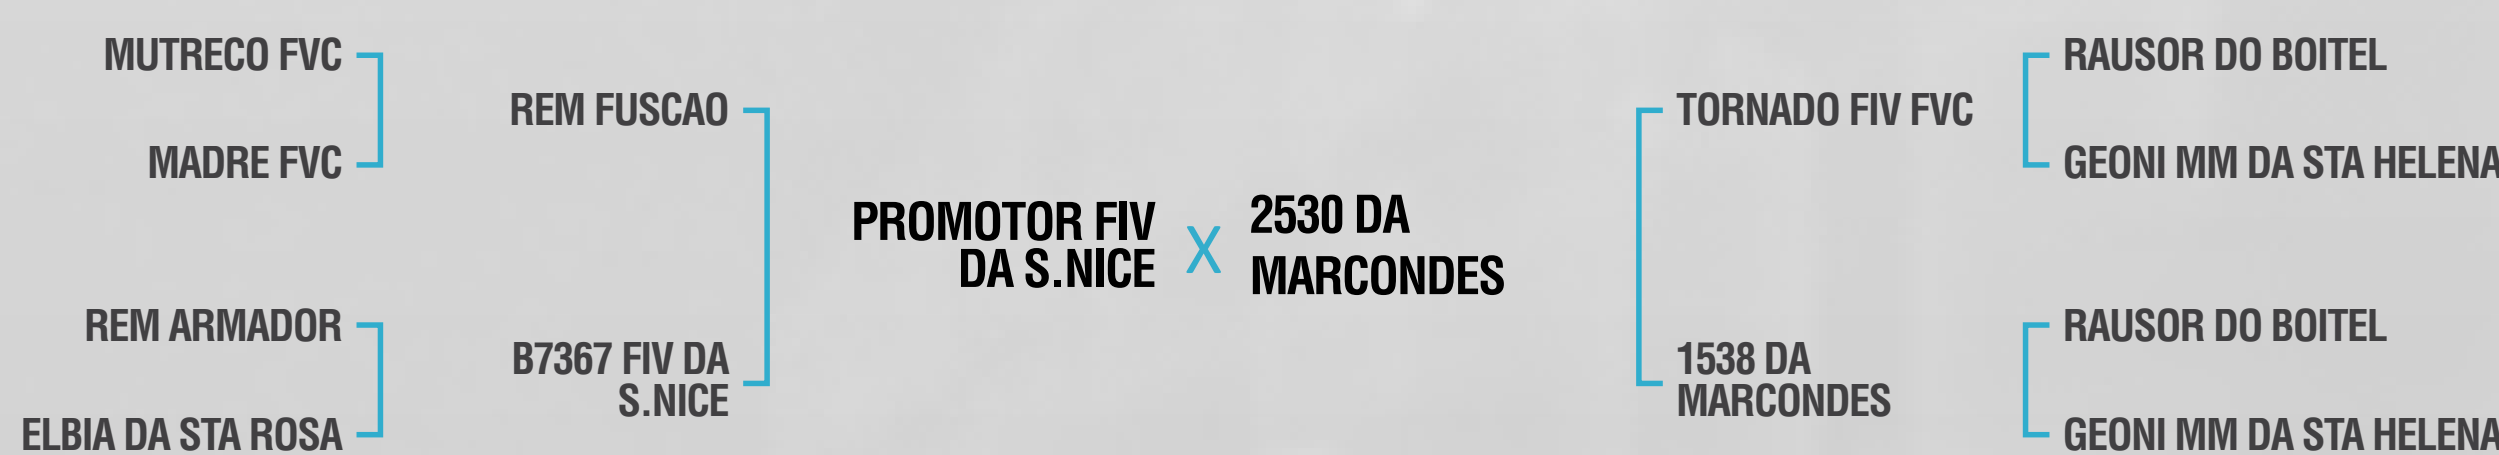 MUTRECO FVC
MADRE FVC
REM ARMADOR
ELBIA DA STA ROSA
REM FUSCAO
B7367 FIV DA
S.NICE
PROMOTOR FIV
DA S.NICE
X
2530 DA
MARCONDES
TORNADO FIV FVC
1538 DA
MARCONDES
RAUSOR DO BOITEL
GEONI MM DA STA HELENA
RAUSOR DO BOITEL
GEONI MM DA STA HELENA